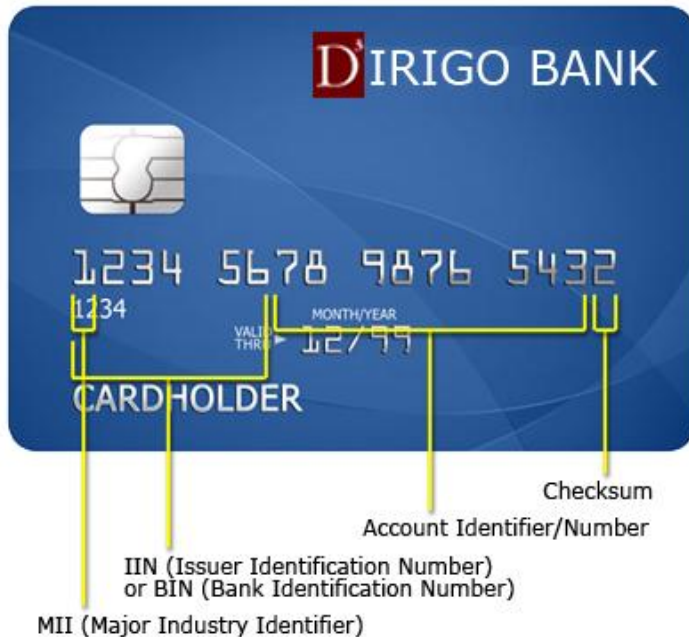 D³IRIGO BANK
1234 5678 9876 5432
1234
MONTH/YEAR
VALID THRU ► 12/99
CARDHOLDER
Checksum
Account Identifier/Number
IIN (Issuer Identification Number)
or BIN (Bank Identification Number)
MII (Major Industry Identifier)